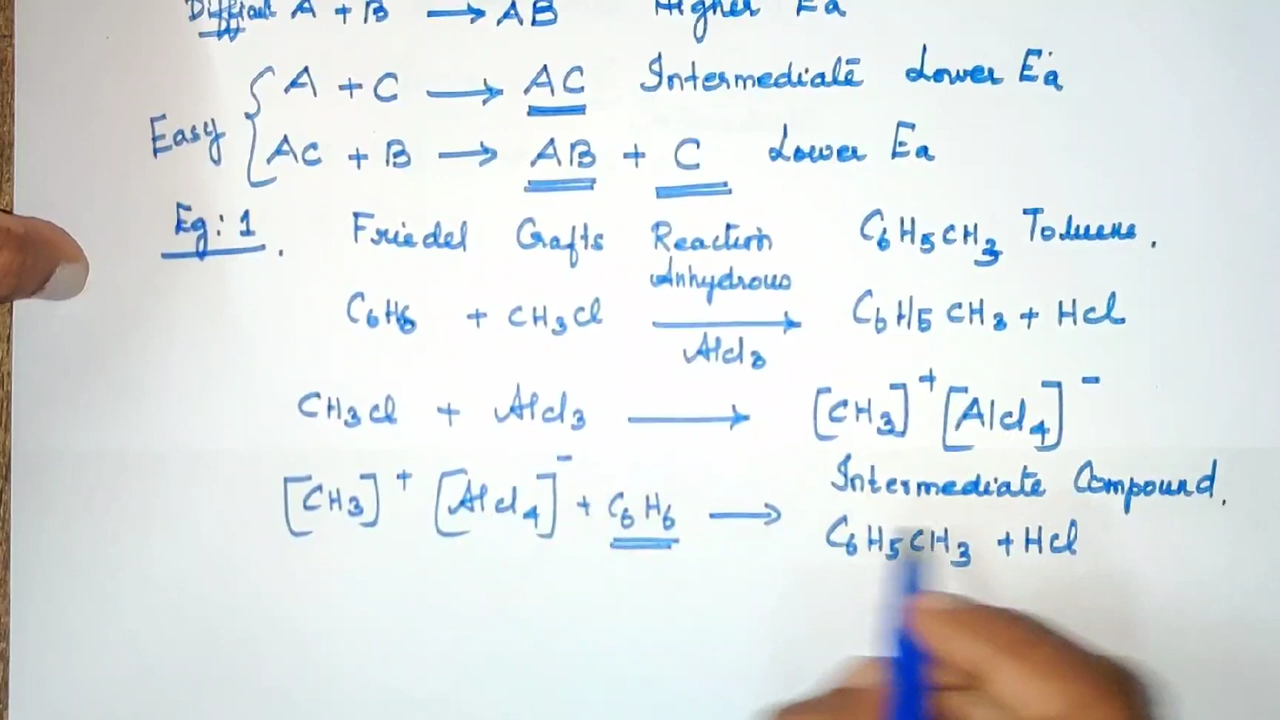 Difficult A + B ⟶ AB Higher Ea
A + C ⟶ AC Intermediate Lower Ea
Easy
AC + B ⟶ AB + C Lower Ea
Eg: 1. Friedel Crafts Reaction C6H5CH3 Toluene.
Anhydrous
C6H6 + CH3Cl ⟶ C6H5CH3 + HCl
AlCl3
CH3Cl + AlCl3 ⟶ [CH3]+ [AlCl4]-
Intermediate Compound.
[CH3]+ [AlCl4]- + C6H6 ⟶ C6H5CH3 + HCl